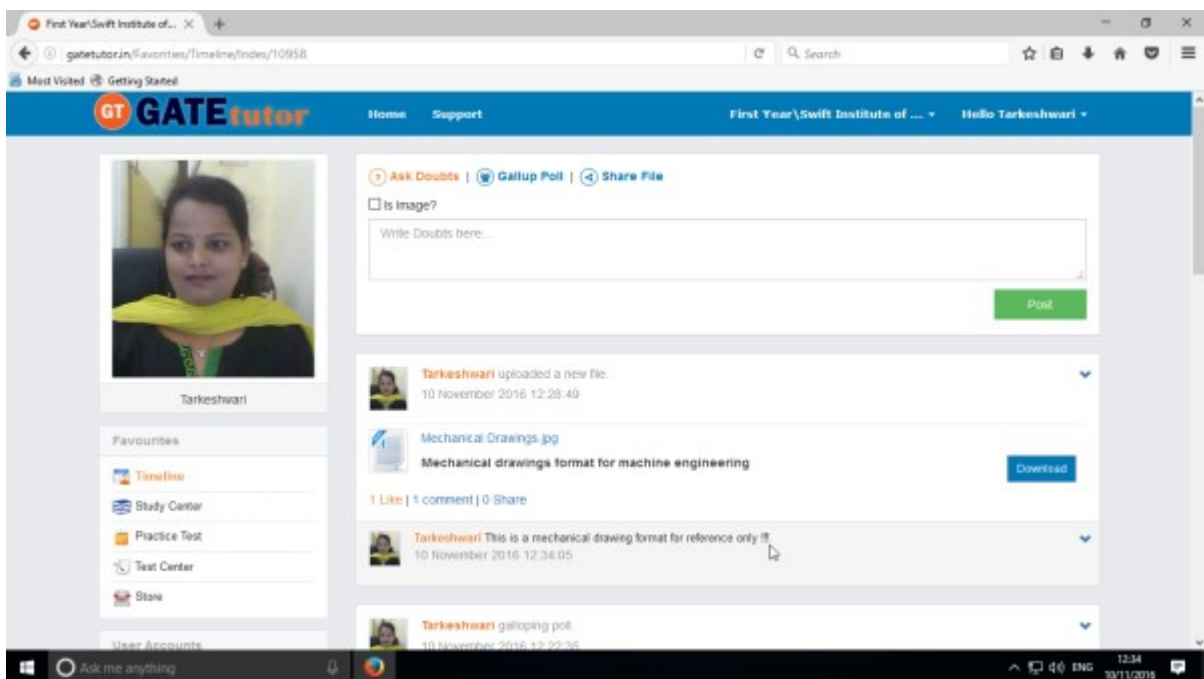 First Year\Swift Institute of...
gatetutor.in/Favorities/Timeline/Index/10958
Search
Most Visited Getting Started
GT GATEtutor Home Support First Year\Swift Institute of .... Hello Tarkeshwari
Ask Doubts | Gallup Poll | Share File
Is Image?
Write Doubts here...
Post
Tarkeshwari
Tarkeshwari uploaded a new file.
10 November 2016 12:28:49
Mechanical Drawings.jpg
Mechanical drawings format for machine engineering
Download
1 Like | 1 comment | 0 Share
Tarkeshwari This is a mechanical drawing format for reference only !!!
10 November 2016 12:34:05
Favourites
Timeline
Study Center
Practice Test
Test Center
Store
User Accounts
Tarkeshwari galloping poll.
10 November 2016 12:22:35
Ask me anything
ENG
12:34
10/11/2016